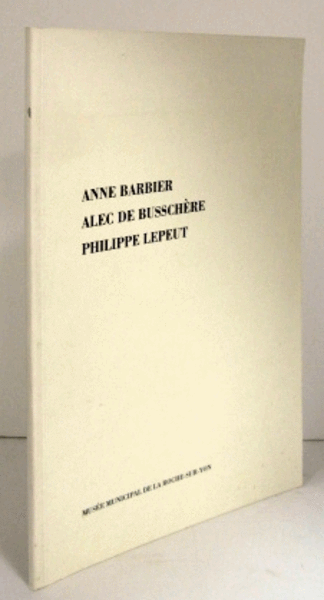 ANNE BARBIER
ALEC DE BUSSCHÈRE
PHILIPPE LEPEUT
MUSÉE MUNICIPAL DE LA ROCHE-SUR-YON